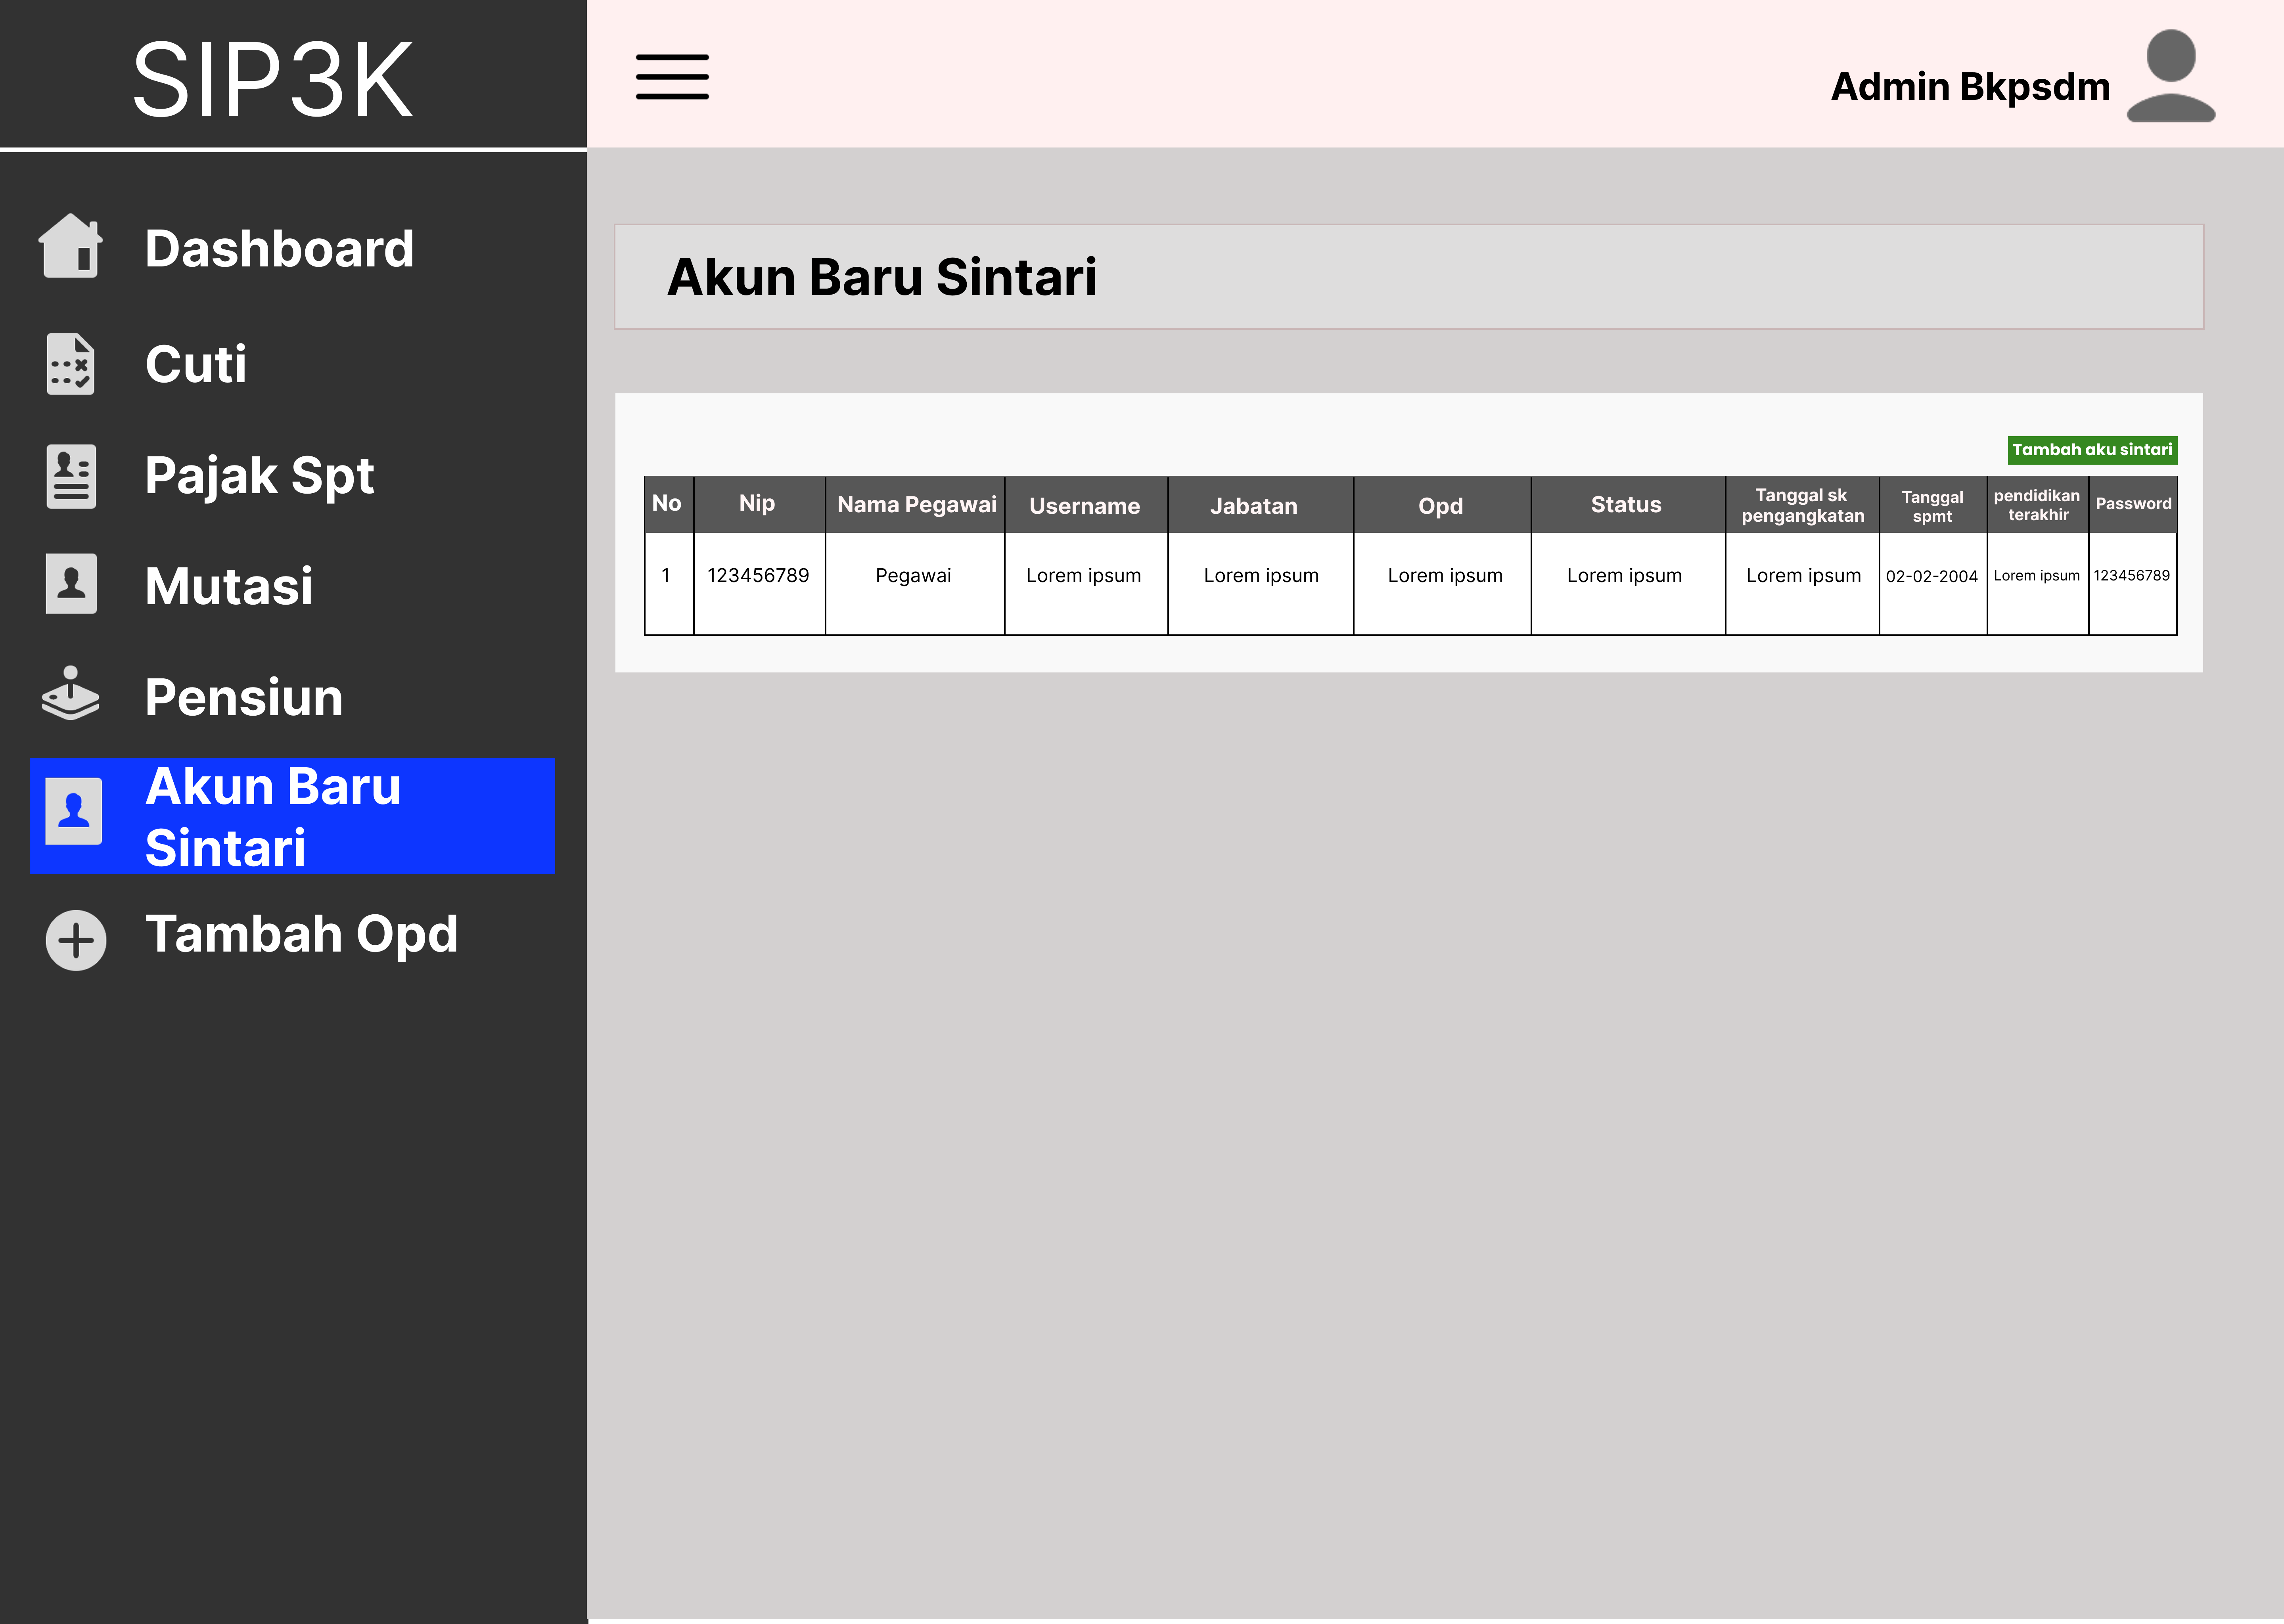 SIP3K
Admin Bkpsdm
Dashboard
Cuti
Pajak Spt
Mutasi
Pensiun
Akun Baru
Sintari
Tambah Opd
Akun Baru Sintari
Tambah aku sintari
No Nip Nama Pegawai Username Jabatan Opd Status Tanggal sk pengangkatan Tanggal spmt pendidikan terakhir Password
1 123456789 Pegawai Lorem ipsum Lorem ipsum Lorem ipsum Lorem ipsum Lorem ipsum 02-02-2004 Lorem ipsum 123456789